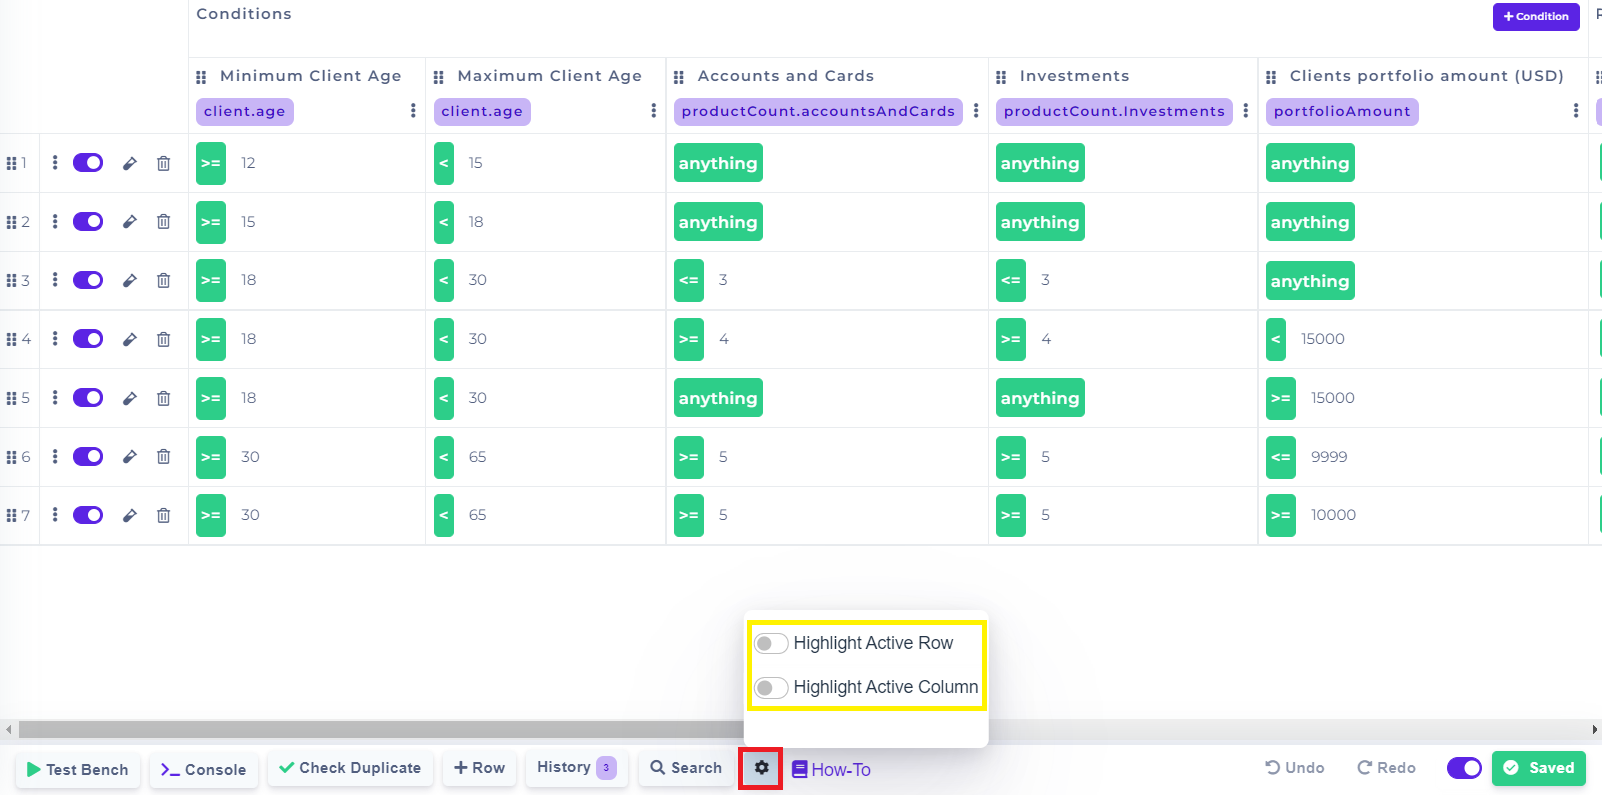 Conditions
+ Condition
Minimum Client Age
Maximum Client Age
Accounts and Cards
Investments
Clients portfolio amount (USD)
client.age
client.age
productCount.accountsAndCards
productCount.Investments
portfolioAmount
1 >= 12 < 15 anything anything anything
2 >= 15 < 18 anything anything anything
3 >= 18 < 30 <= 3 <= 3 anything
4 >= 18 < 30 >= 4 >= 4 < 15000
5 >= 18 < 30 anything anything >= 15000
6 >= 30 < 65 >= 5 >= 5 <= 9999
7 >= 30 < 65 >= 5 >= 5 >= 10000
Highlight Active Row
Highlight Active Column
Test Bench
Console
Check Duplicate
+ Row
History 3
Search
How-To
Undo
Redo
Saved